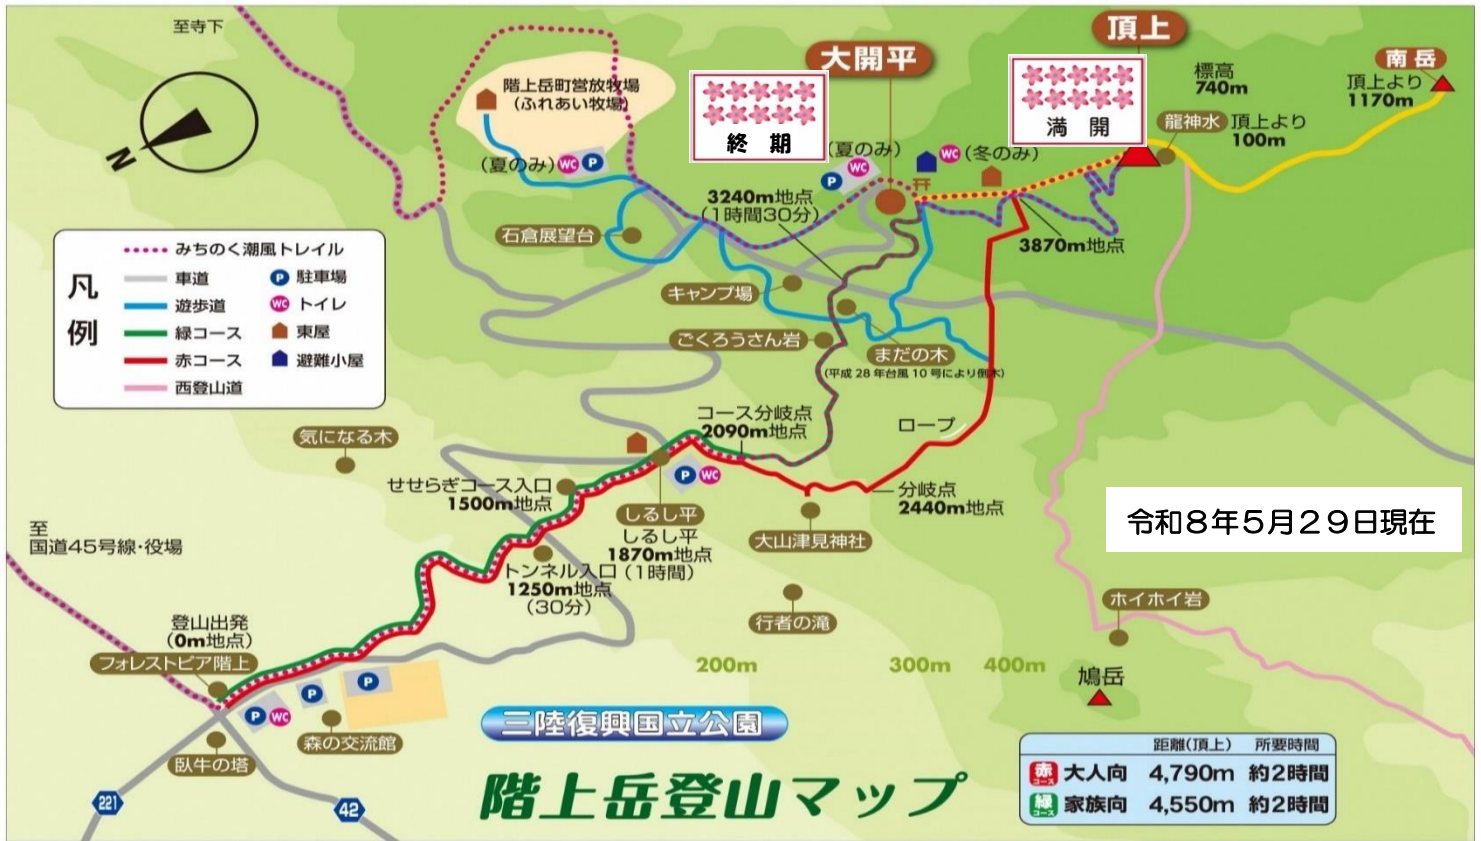 至寺下
階上岳町営放牧場
(ふれあい牧場)
(夏のみ) WC P
N
大開平
頂上
南岳
標高
740m
頂上より
1170m
龍神水
頂上より
100m
終 期
満 開
(夏のみ)
P WC
WC (冬のみ)
3240m地点
(1時間30分)
3870m地点
石倉展望台
キャンプ場
ごくろうさん岩
まだの木
(平成28年台風10号により倒木)
凡例
みちのく潮風トレイル
車道
遊歩道
緑コース
赤コース
西登山道
P 駐車場
WC トイレ
東屋
避難小屋
気になる木
コース分岐点
2090m地点
ロープ
せせらぎコース入口
1500m地点
P WC
しるし平
しるし平
1870m地点
(1時間)
分岐点
2440m地点
大山津見神社
トンネル入口
1250m地点
(30分)
行者の滝
令和8年5月29日現在
ホイホイ岩
鳩岳
至
国道45号線・役場
登山出発
(0m地点)
フォレストピア階上
P WC
P
P
森の交流館
臥牛の塔
221
42
200m
300m
400m
三陸復興国立公園
階上岳登山マップ
距離(頂上) 所要時間
赤コース 大人向 4,790m 約2時間
緑コース 家族向 4,550m 約2時間